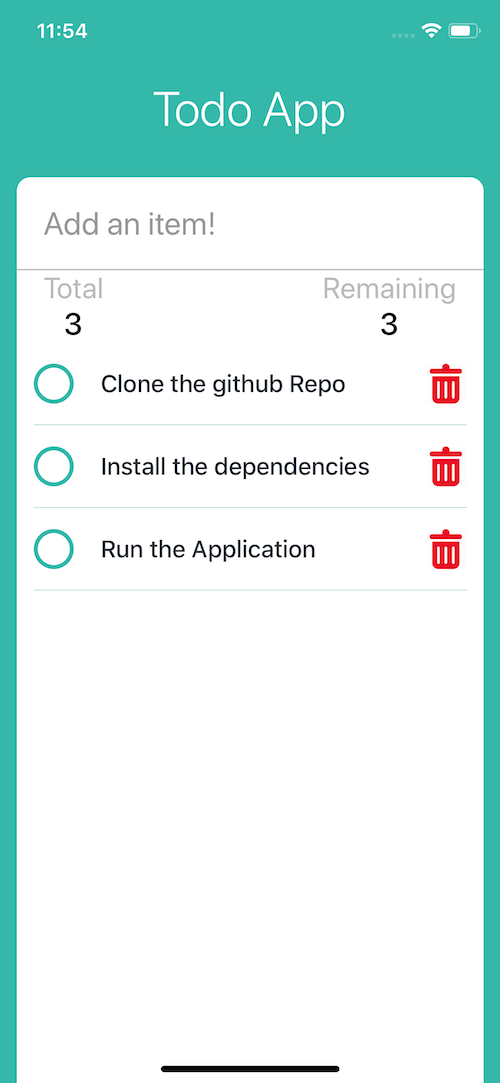 11:54
Todo App
Add an item!
Total Remaining
3 3
Clone the github Repo
Install the dependencies
Run the Application